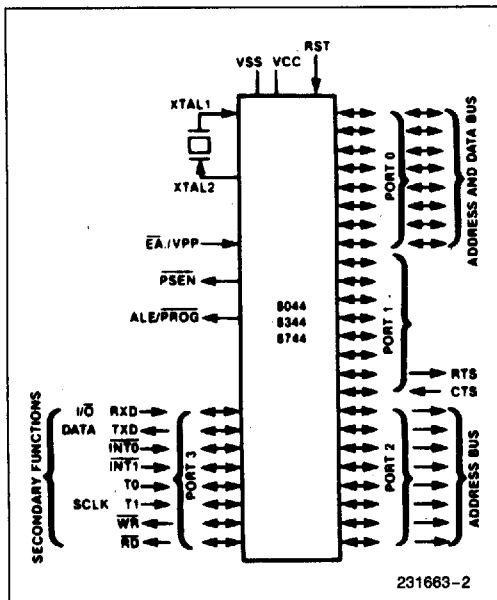 RST
VSS VCC
XTAL1
XTAL2
EA/VPP
PSEN
ALE/PROG
8044
8344
8744
PORT 0
ADDRESS AND DATA BUS
PORT 1
RTS
CTS
PORT 2
ADDRESS BUS
SECONDARY FUNCTIONS
I/O RXD
DATA TXD
INT0
INT1
T0
SCLK T1
WR
RD
PORT 3
231663-2